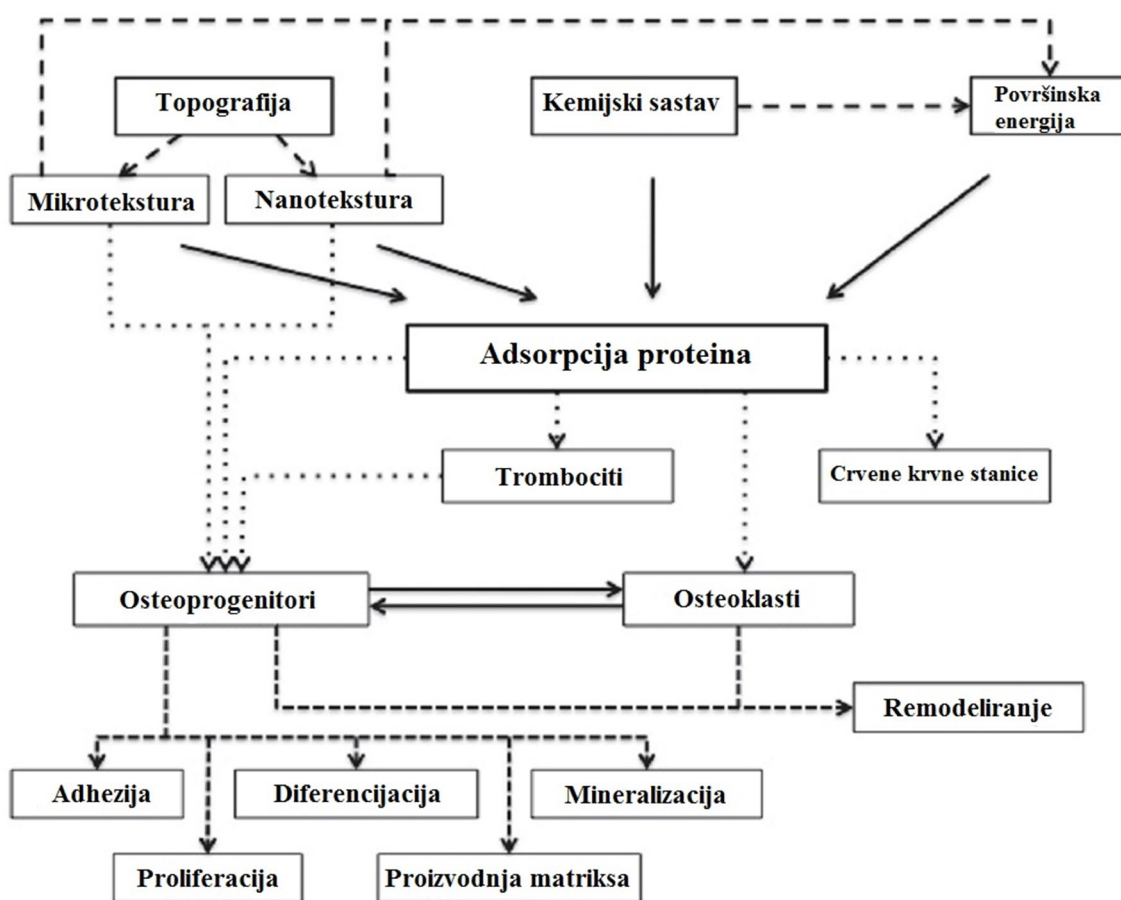 Topografija
Kemijski sastav
Površinska
energija
Mikrotekstura
Nanotekstura
Adsorpcija proteina
Trombociti
Crvene krvne stanice
Osteoprogenitori
Osteoklasti
Remodeliranje
Adhezija
Diferencijacija
Mineralizacija
Proliferacija
Proizvodnja matriksa